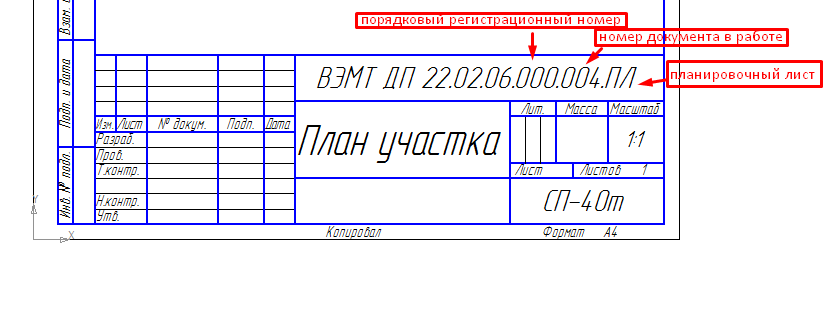 порядковый регистрационный номер
номер документа в работе
планировочный лист
Взам.
Подп. и дата
Инв. № подл.
ВЭМТ ДП 22.02.06.000.004.ПЛ
Изм. Лист № докум. Подп. Дата
Разраб.
Пров.
Т.контр.
Н.контр.
Утв.
План участка
Лит. Масса Масштаб
1:1
Лист Листов 1
СП-40т
Копировал Формат А4
Y
X